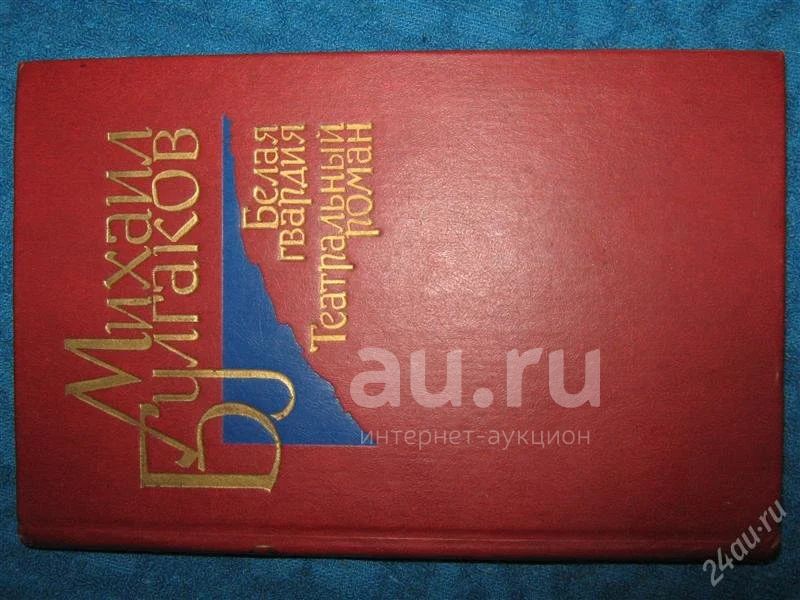 Михаил
Булгаков
Белая
гвардия
Театральный
роман
au.ru
интернет-аукцион
24au.ru